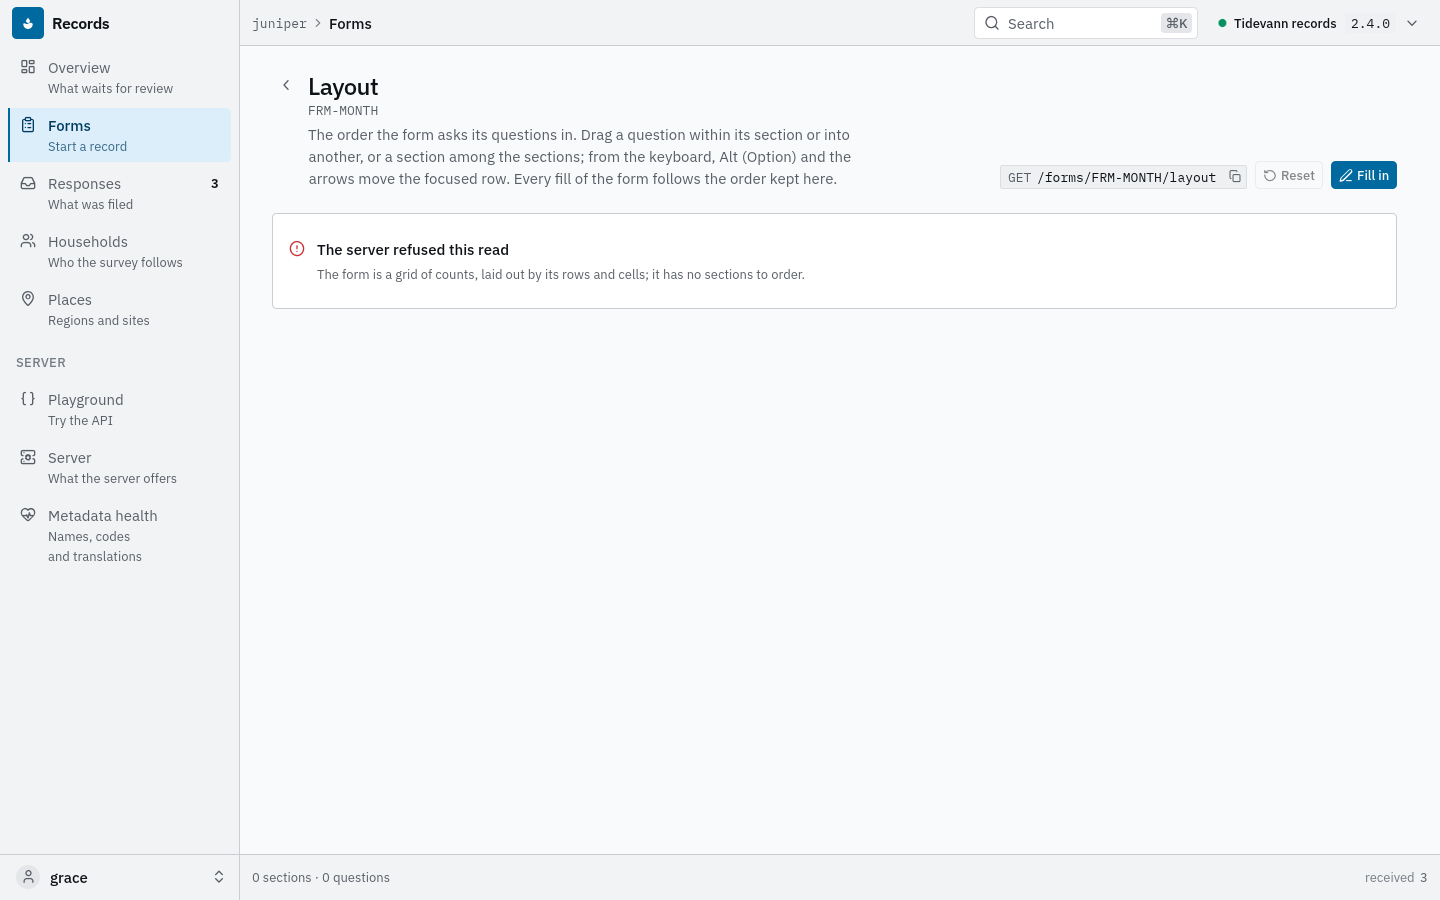 Records
juniper
Forms
Search
⌘K
Tidevann records
2.4.0
Overview
What waits for review
Forms
Start a record
Responses
3
What was filed
Households
Who the survey follows
Places
Regions and sites
SERVER
Playground
Try the API
Server
What the server offers
Metadata health
Names, codes
and translations
grace
Layout
FRM-MONTH
The order the form asks its questions in. Drag a question within its section or into
another, or a section among the sections; from the keyboard, Alt (Option) and the
arrows move the focused row. Every fill of the form follows the order kept here.
GET /forms/FRM-MONTH/layout
Reset
Fill in
The server refused this read
The form is a grid of counts, laid out by its rows and cells; it has no sections to order.
0 sections · 0 questions
received 3